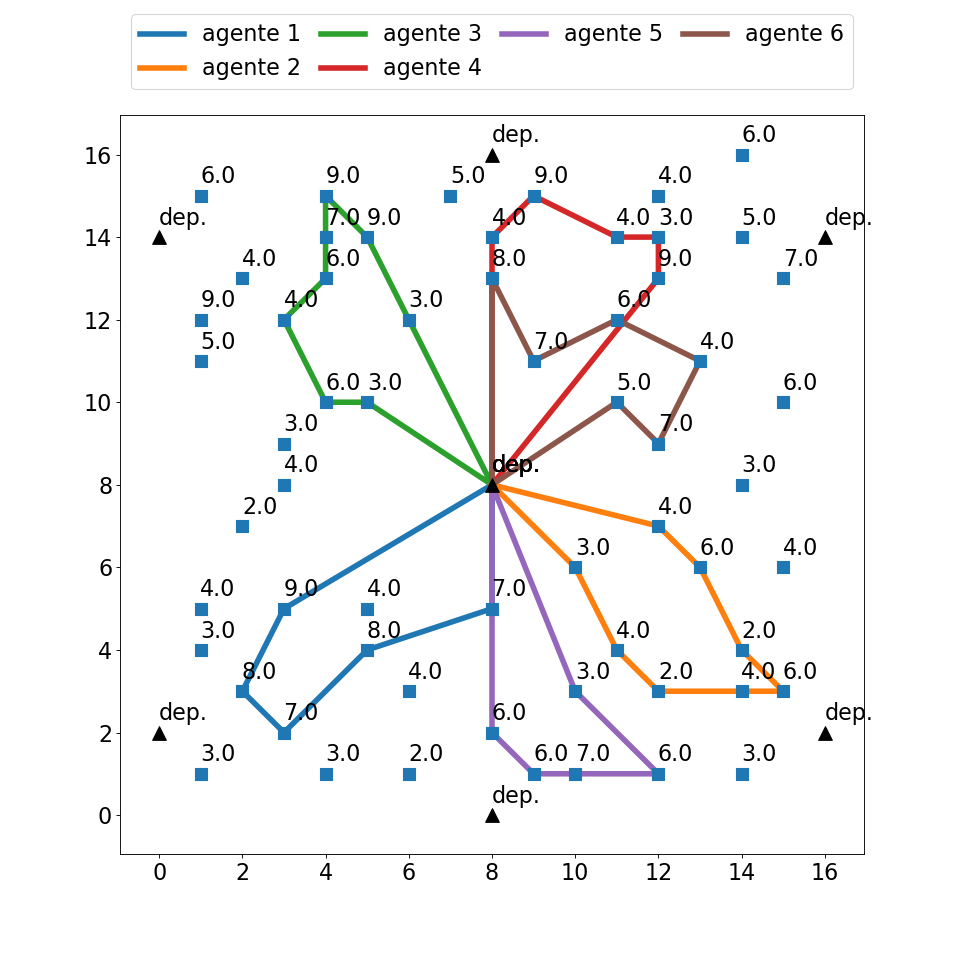 agente 1 agente 3 agente 5 agente 6
agente 2 agente 4
16 dep. 6.0
6.0 9.0 5.0 9.0 4.0
14 dep. 7.0 9.0 4.0 4.0 3.0 5.0 dep.
4.0 6.0 8.0 9.0 7.0
12 9.0 4.0 3.0 6.0
5.0 7.0 4.0
10 6.0 3.0 5.0 6.0
3.0 7.0
8 4.0 dep. 3.0
2.0 4.0
6 3.0 6.0 4.0
4.0 9.0 4.0 7.0
4 3.0 8.0 4.0 2.0
8.0 4.0 3.0 2.0 4.0 6.0
2 dep. 7.0 6.0 dep.
3.0 3.0 2.0 6.0 7.0 6.0 3.0
0 dep.
0 2 4 6 8 10 12 14 16